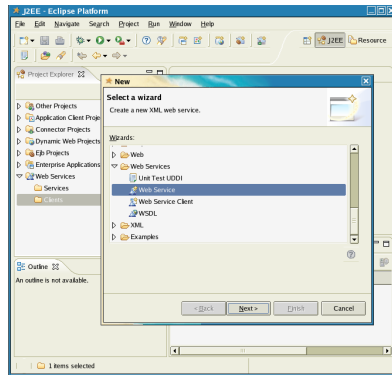 J2EE - Eclipse Platform
File Edit Navigate Search Project Run Window Help
J2EE Resource
Project Explorer
Other Projects
Application Client Proje
Connector Projects
Dynamic Web Projects
Ejb Projects
Enterprise Applications
Web Services
Services
Clients
Outline
An outline is not available.
New
Select a wizard
Create a new XML web service.
Wizards:
Web
Web Services
Unit Test UDDI
Web Service
Web Service Client
WSDL
XML
Examples
< Back Next > Finish Cancel
1 items selected